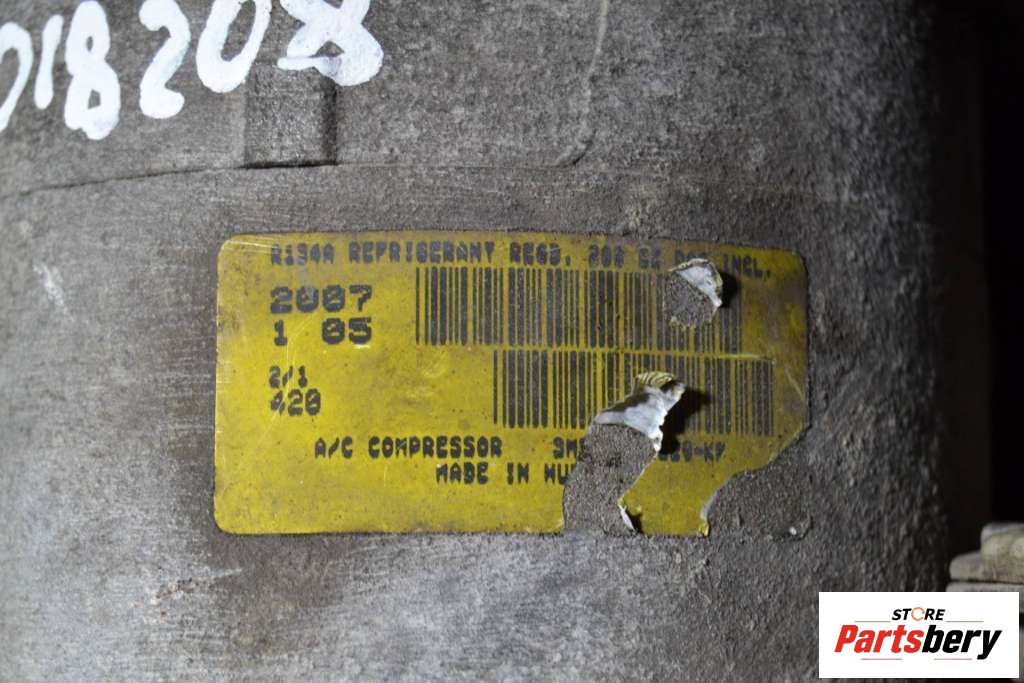 018208
R134A REFRIGERANT REQD. 200
INCL.
2007
1 05
2/1
420
A/C COMPRESSOR
MADE IN
STORE
Partsbery